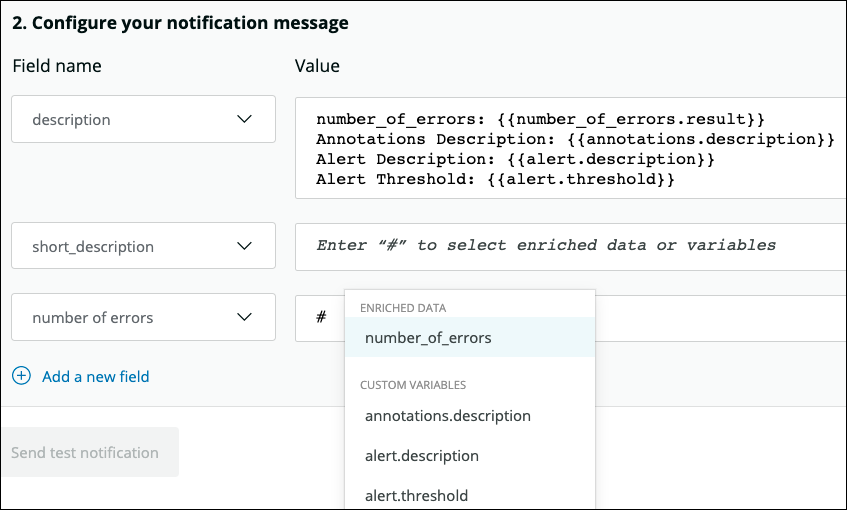 2. Configure your notification message
Field name
Value
description
number_of_errors: {{number_of_errors.result}}
Annotations Description: {{annotations.description}}
Alert Description: {{alert.description}}
Alert Threshold: {{alert.threshold}}
short_description
Enter “#” to select enriched data or variables
number of errors
#
ENRICHED DATA
number_of_errors
CUSTOM VARIABLES
annotations.description
alert.description
alert.threshold
Add a new field
Send test notification